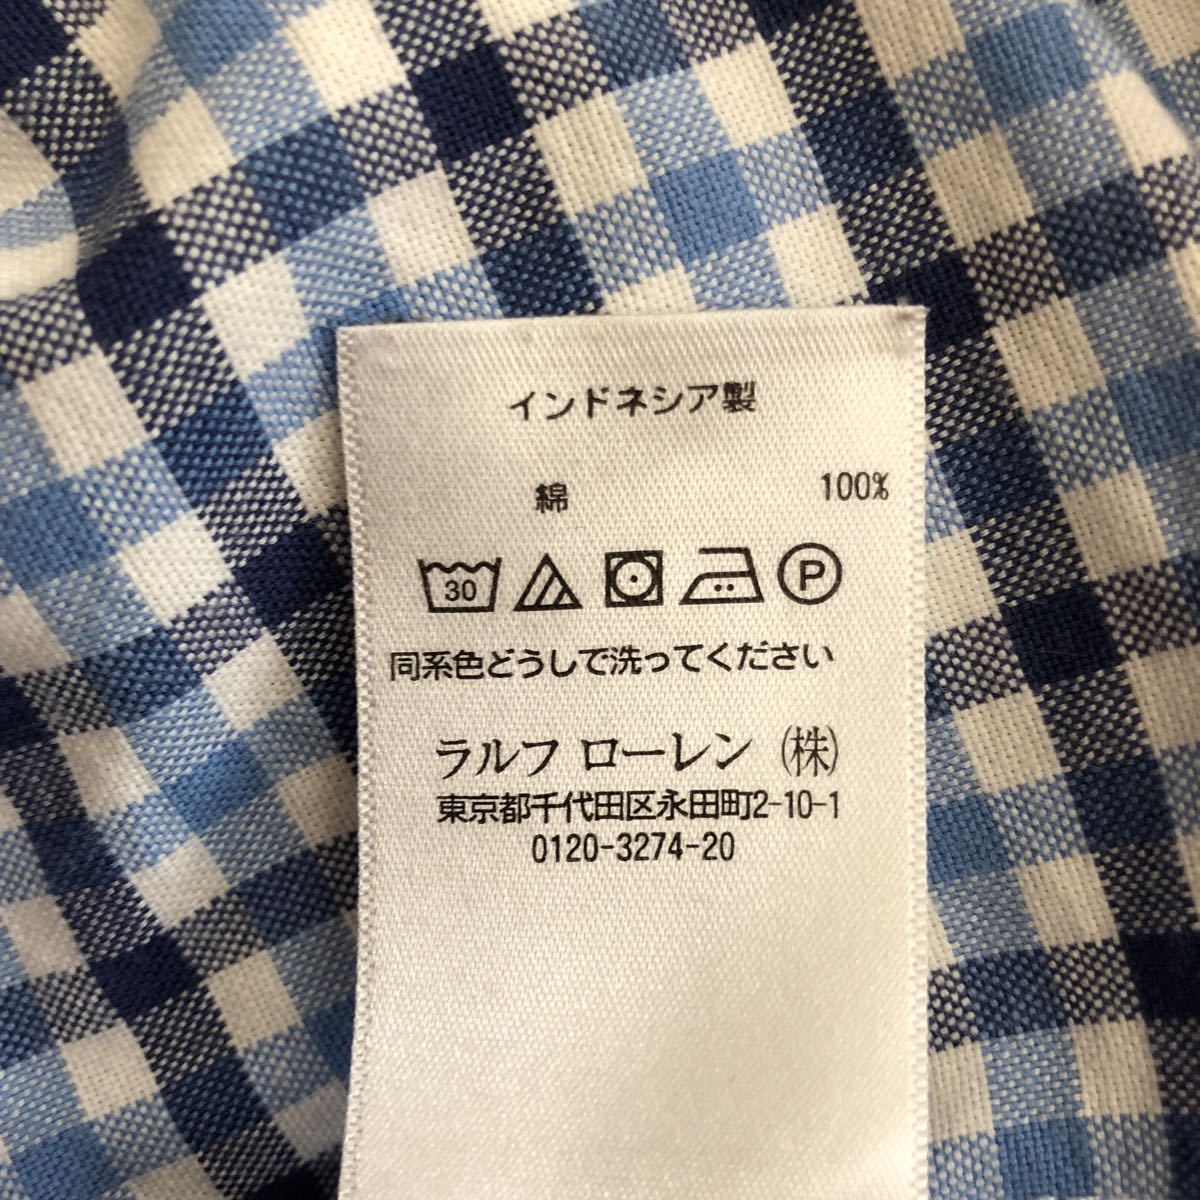 インドネシア製
綿 100%
30 P
同系色どうしで洗ってください
ラルフ ローレン ㈱
東京都千代田区永田町2-10-1
0120-3274-20